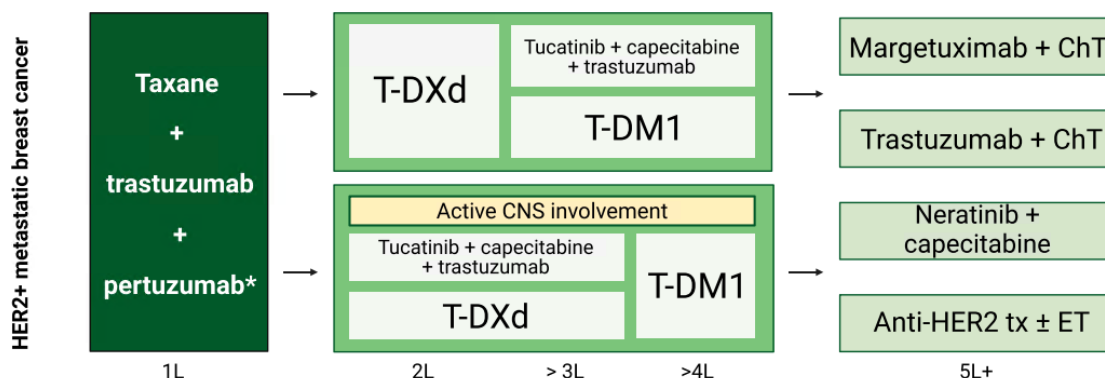 HER2+ metastatic breast cancer
Taxane
+
trastuzumab
+
pertuzumab*
T-DXd
Tucatinib + capecitabine
+ trastuzumab
T-DM1
Active CNS involvement
Tucatinib + capecitabine
+ trastuzumab
T-DXd
T-DM1
Margetuximab + ChT
Trastuzumab + ChT
Neratinib +
capecitabine
Anti-HER2 tx ± ET
1L
2L
> 3L
>4L
5L+